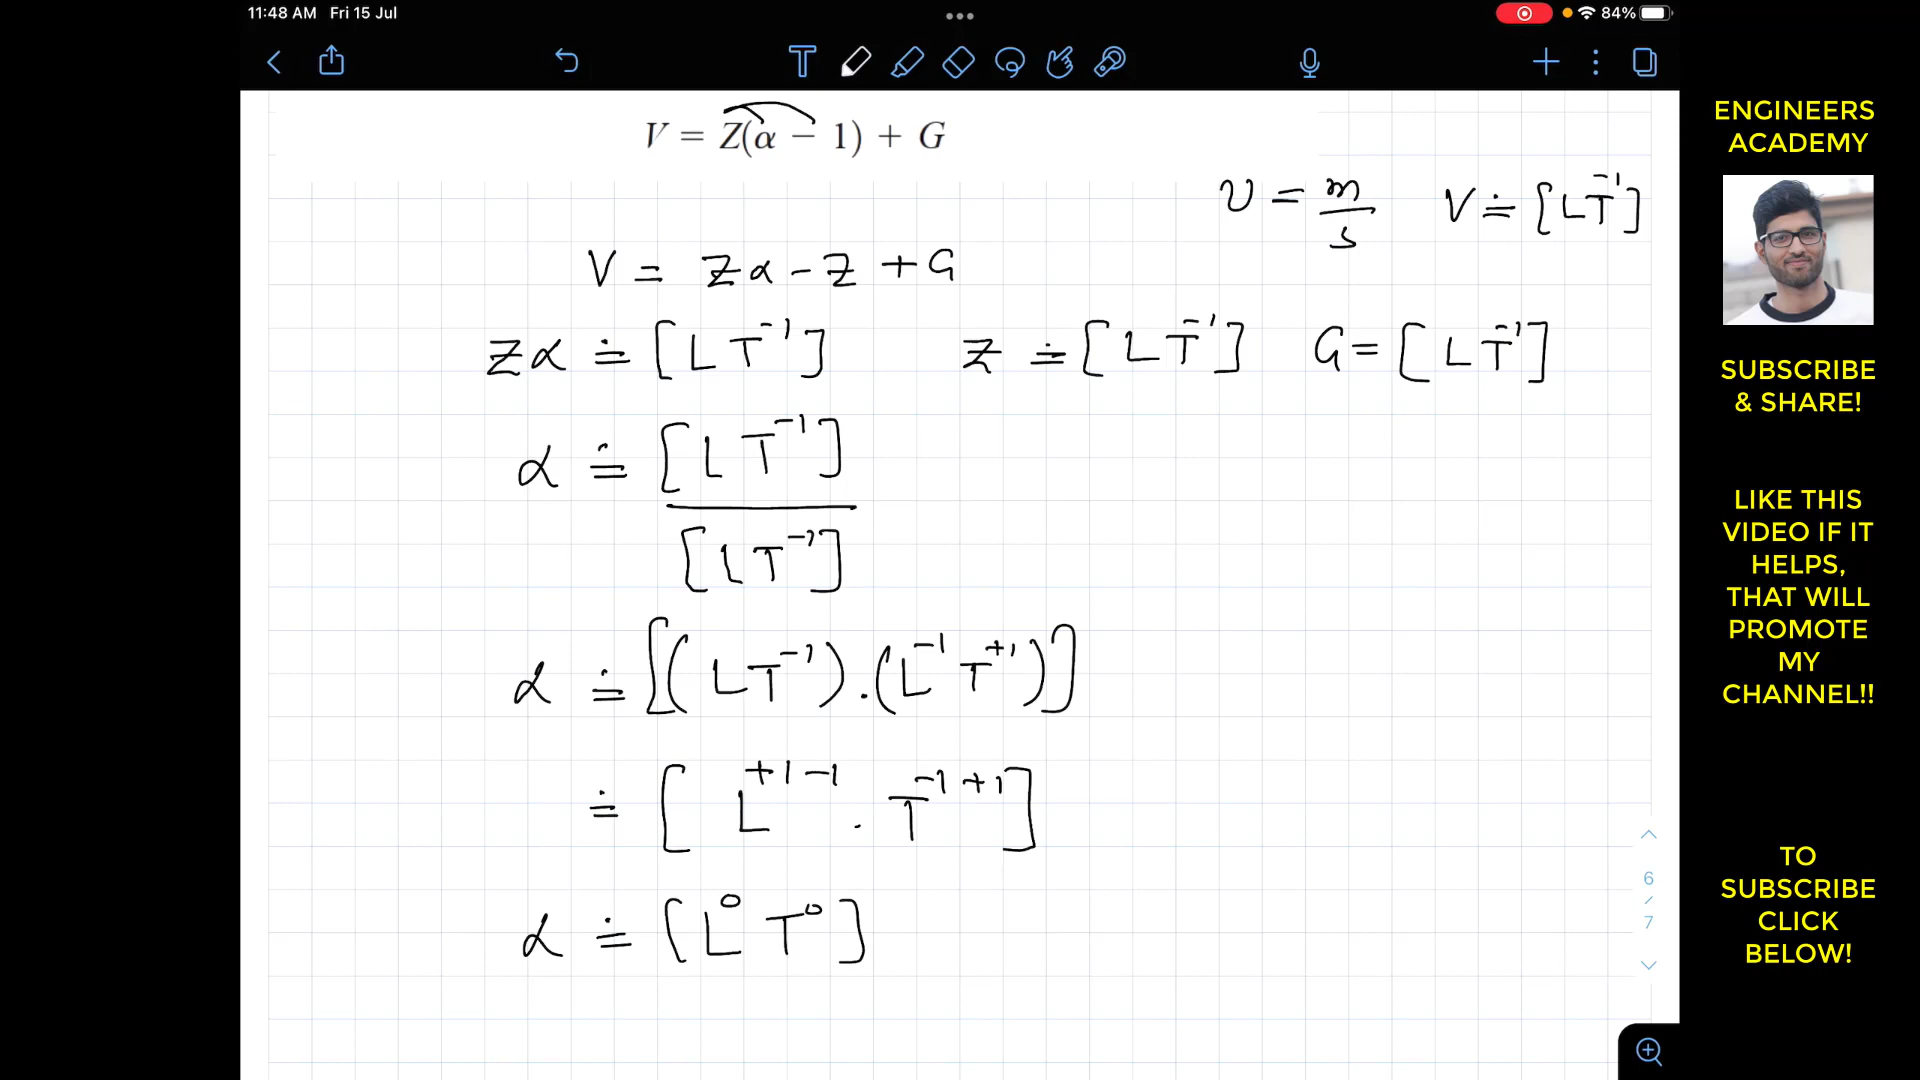 11:48 AM Fri 15 Jul
84%
V = Z(α − 1) + G
v = m/s V ≐ [LT⁻¹]
V = Zα − Z + G
Zα ≐ [LT⁻¹] Z ≐ [LT⁻¹] G = [LT⁻¹]
α ≐ [LT⁻¹]
[LT⁻¹]
α ≐ [(LT⁻¹).(L⁻¹T⁺¹)]
≐ [L⁺¹⁻¹ . T⁻¹⁺¹]
α ≐ [L⁰T⁰]
6
/
7
ENGINEERS
ACADEMY
SUBSCRIBE
& SHARE!
LIKE THIS
VIDEO IF IT
HELPS,
THAT WILL
PROMOTE
MY
CHANNEL!!
TO
SUBSCRIBE
CLICK
BELOW!